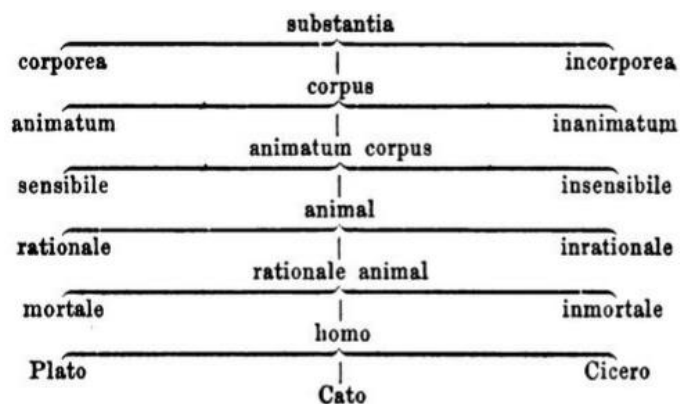 substantia
corporea incorporea
corpus
animatum inanimatum
animatum corpus
sensibile insensibile
animal
rationale inrationale
rationale animal
mortale inmortale
homo
Plato Cicero
Cato